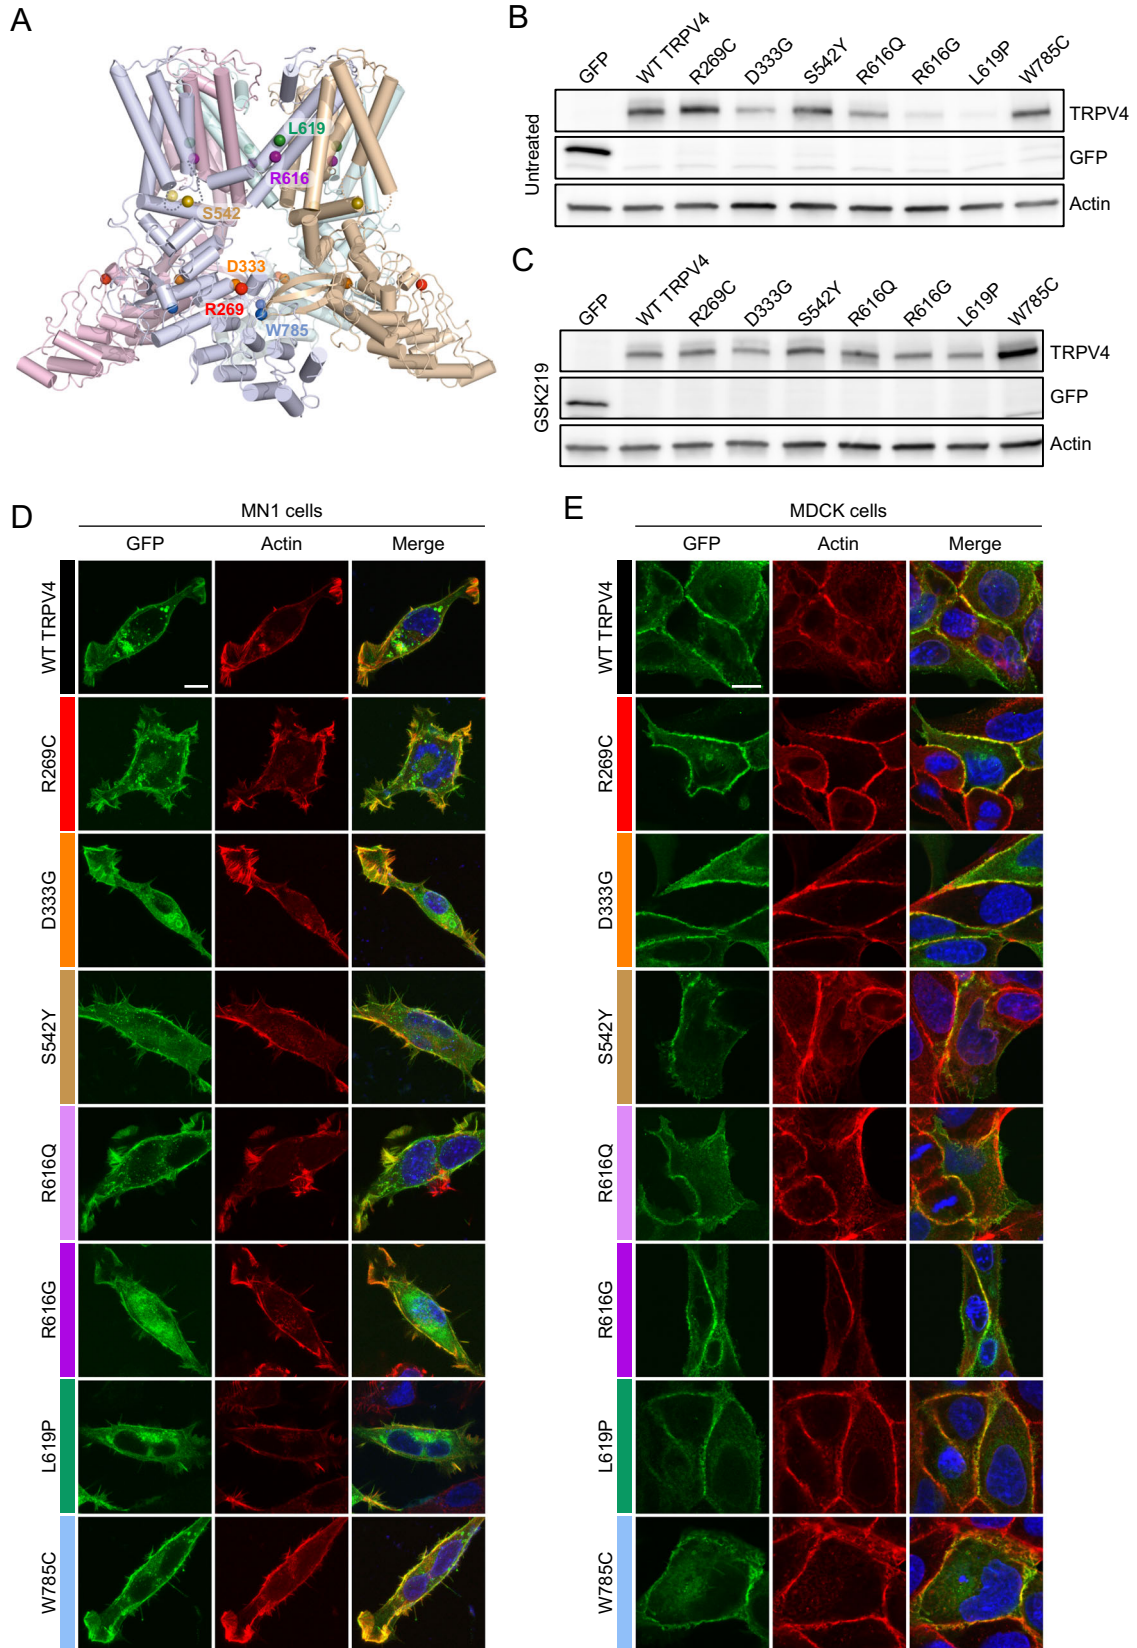 A
L619
R616
S542
D333
R269
W785
B
GFP
WT TRPV4
R269C
D333G
S542Y
R616Q
R616G
L619P
W785C
Untreated
TRPV4
GFP
Actin
C
GFP
WT TRPV4
R269C
D333G
S542Y
R616Q
R616G
L619P
W785C
GSK219
TRPV4
GFP
Actin
D
MN1 cells
GFP Actin Merge
WT TRPV4
R269C
D333G
S542Y
R616Q
R616G
L619P
W785C
E
MDCK cells
GFP Actin Merge
WT TRPV4
R269C
D333G
S542Y
R616Q
R616G
L619P
W785C